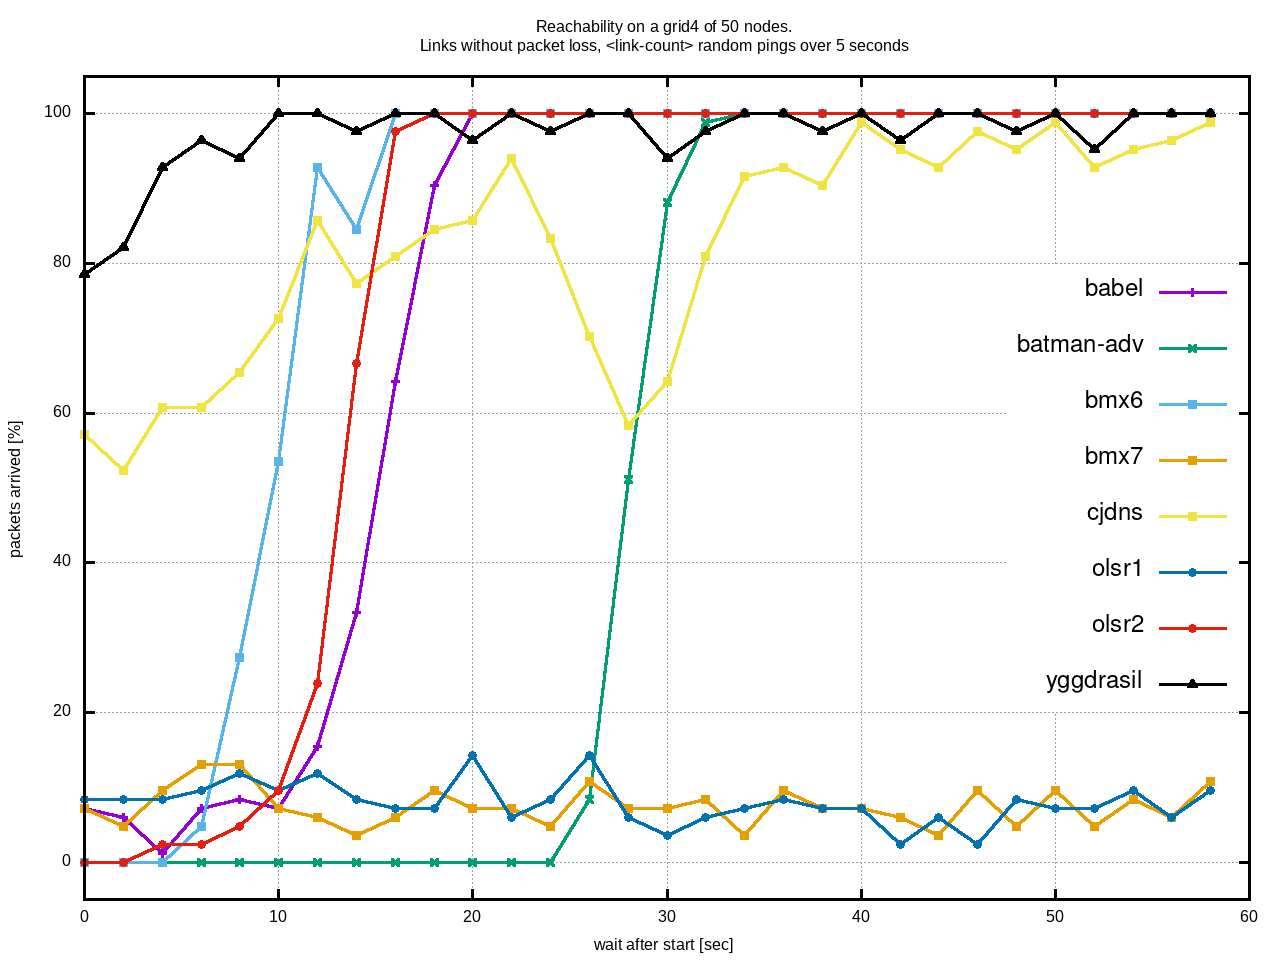 Reachability on a grid4 of 50 nodes.
Links without packet loss, <link-count> random pings over 5 seconds
100
80
60
40
20
0
packets arrived [%]
babel
batman-adv
bmx6
bmx7
cjdns
olsr1
olsr2
yggdrasil
0 10 20 30 40 50 60
wait after start [sec]